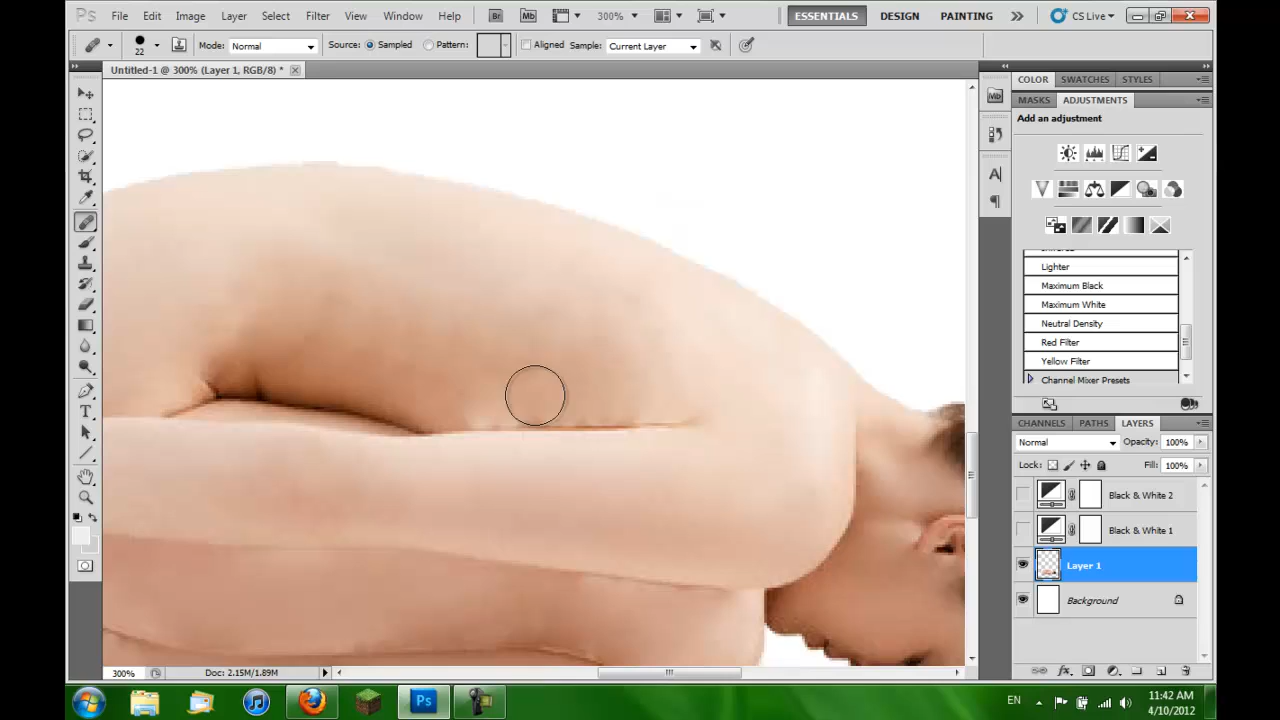 Ps File Edit Image Layer Select Filter View Window Help Br Mb 300% ESSENTIALS DESIGN PAINTING CS Live
22 Mode: Normal Source: Sampled Pattern: Aligned Sample: Current Layer
Untitled-1 @ 300% (Layer 1, RGB/8) *
COLOR SWATCHES STYLES
MASKS ADJUSTMENTS
Add an adjustment
Lighter
Maximum Black
Maximum White
Neutral Density
Red Filter
Yellow Filter
Channel Mixer Presets
CHANNELS PATHS LAYERS
Normal Opacity: 100%
Lock: Fill: 100%
Black & White 2
Black & White 1
Layer 1
Background
300% Doc: 2.15M/1.89M
Ps EN 11:42 AM
4/10/2012